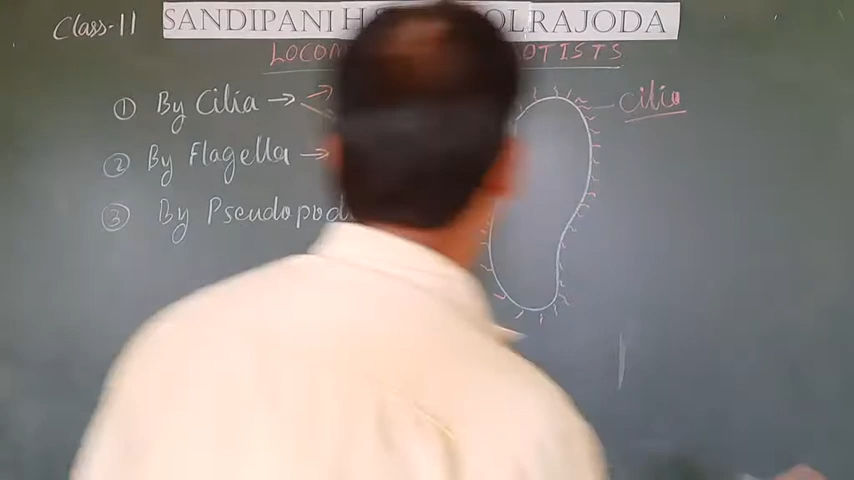 Class-11
SANDIPANI H OLRAJODA
LOCOM OTISTS
① By Cilia →
cilia
② By Flagella →
③ By Pseudopod